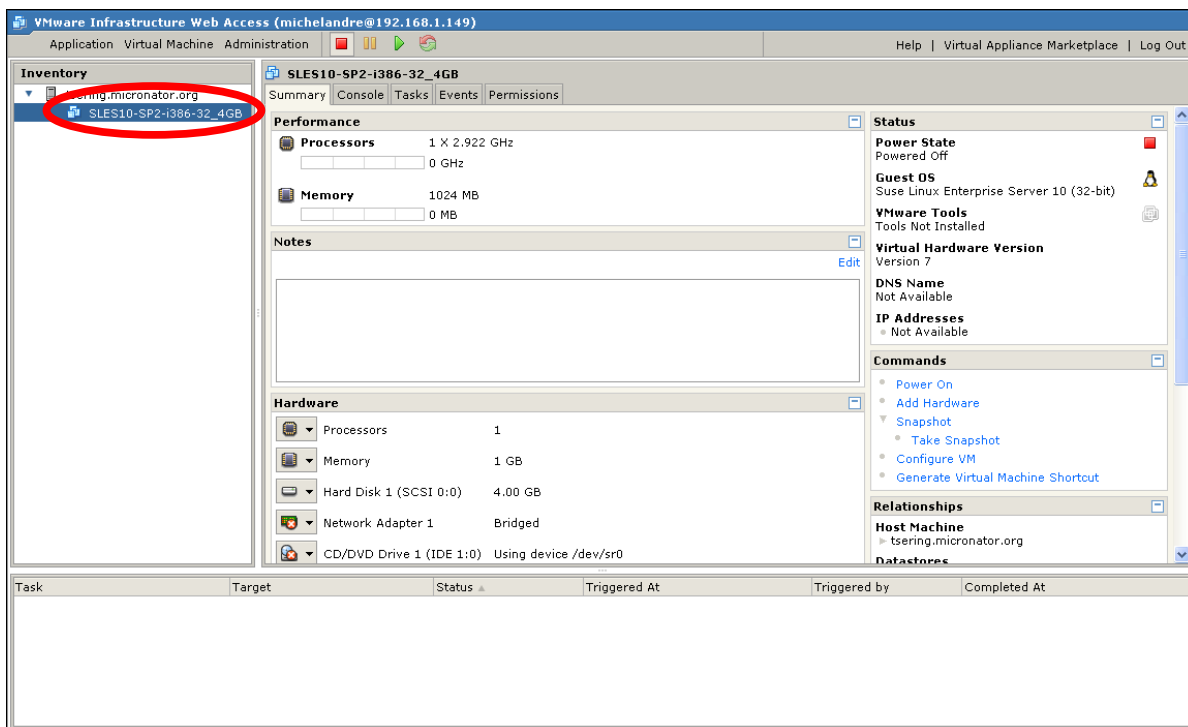 VMware Infrastructure Web Access (michelandre@192.168.1.149)
Application Virtual Machine Administration
Help | Virtual Appliance Marketplace | Log Out
Inventory
tsering.micronator.org
SLES10-SP2-i386-32_4GB
SLES10-SP2-i386-32_4GB
Summary Console Tasks Events Permissions
Performance
Processors 1 X 2.922 GHz
0 GHz
Memory 1024 MB
0 MB
Notes
Edit
Hardware
Processors 1
Memory 1 GB
Hard Disk 1 (SCSI 0:0) 4.00 GB
Network Adapter 1 Bridged
CD/DVD Drive 1 (IDE 1:0) Using device /dev/sr0
Status
Power State
Powered Off
Guest OS
Suse Linux Enterprise Server 10 (32-bit)
VMware Tools
Tools Not Installed
Virtual Hardware Version
Version 7
DNS Name
Not Available
IP Addresses
Not Available
Commands
Power On
Add Hardware
Snapshot
Take Snapshot
Configure VM
Generate Virtual Machine Shortcut
Relationships
Host Machine
tsering.micronator.org
Datastores
Task Target Status Triggered At Triggered by Completed At